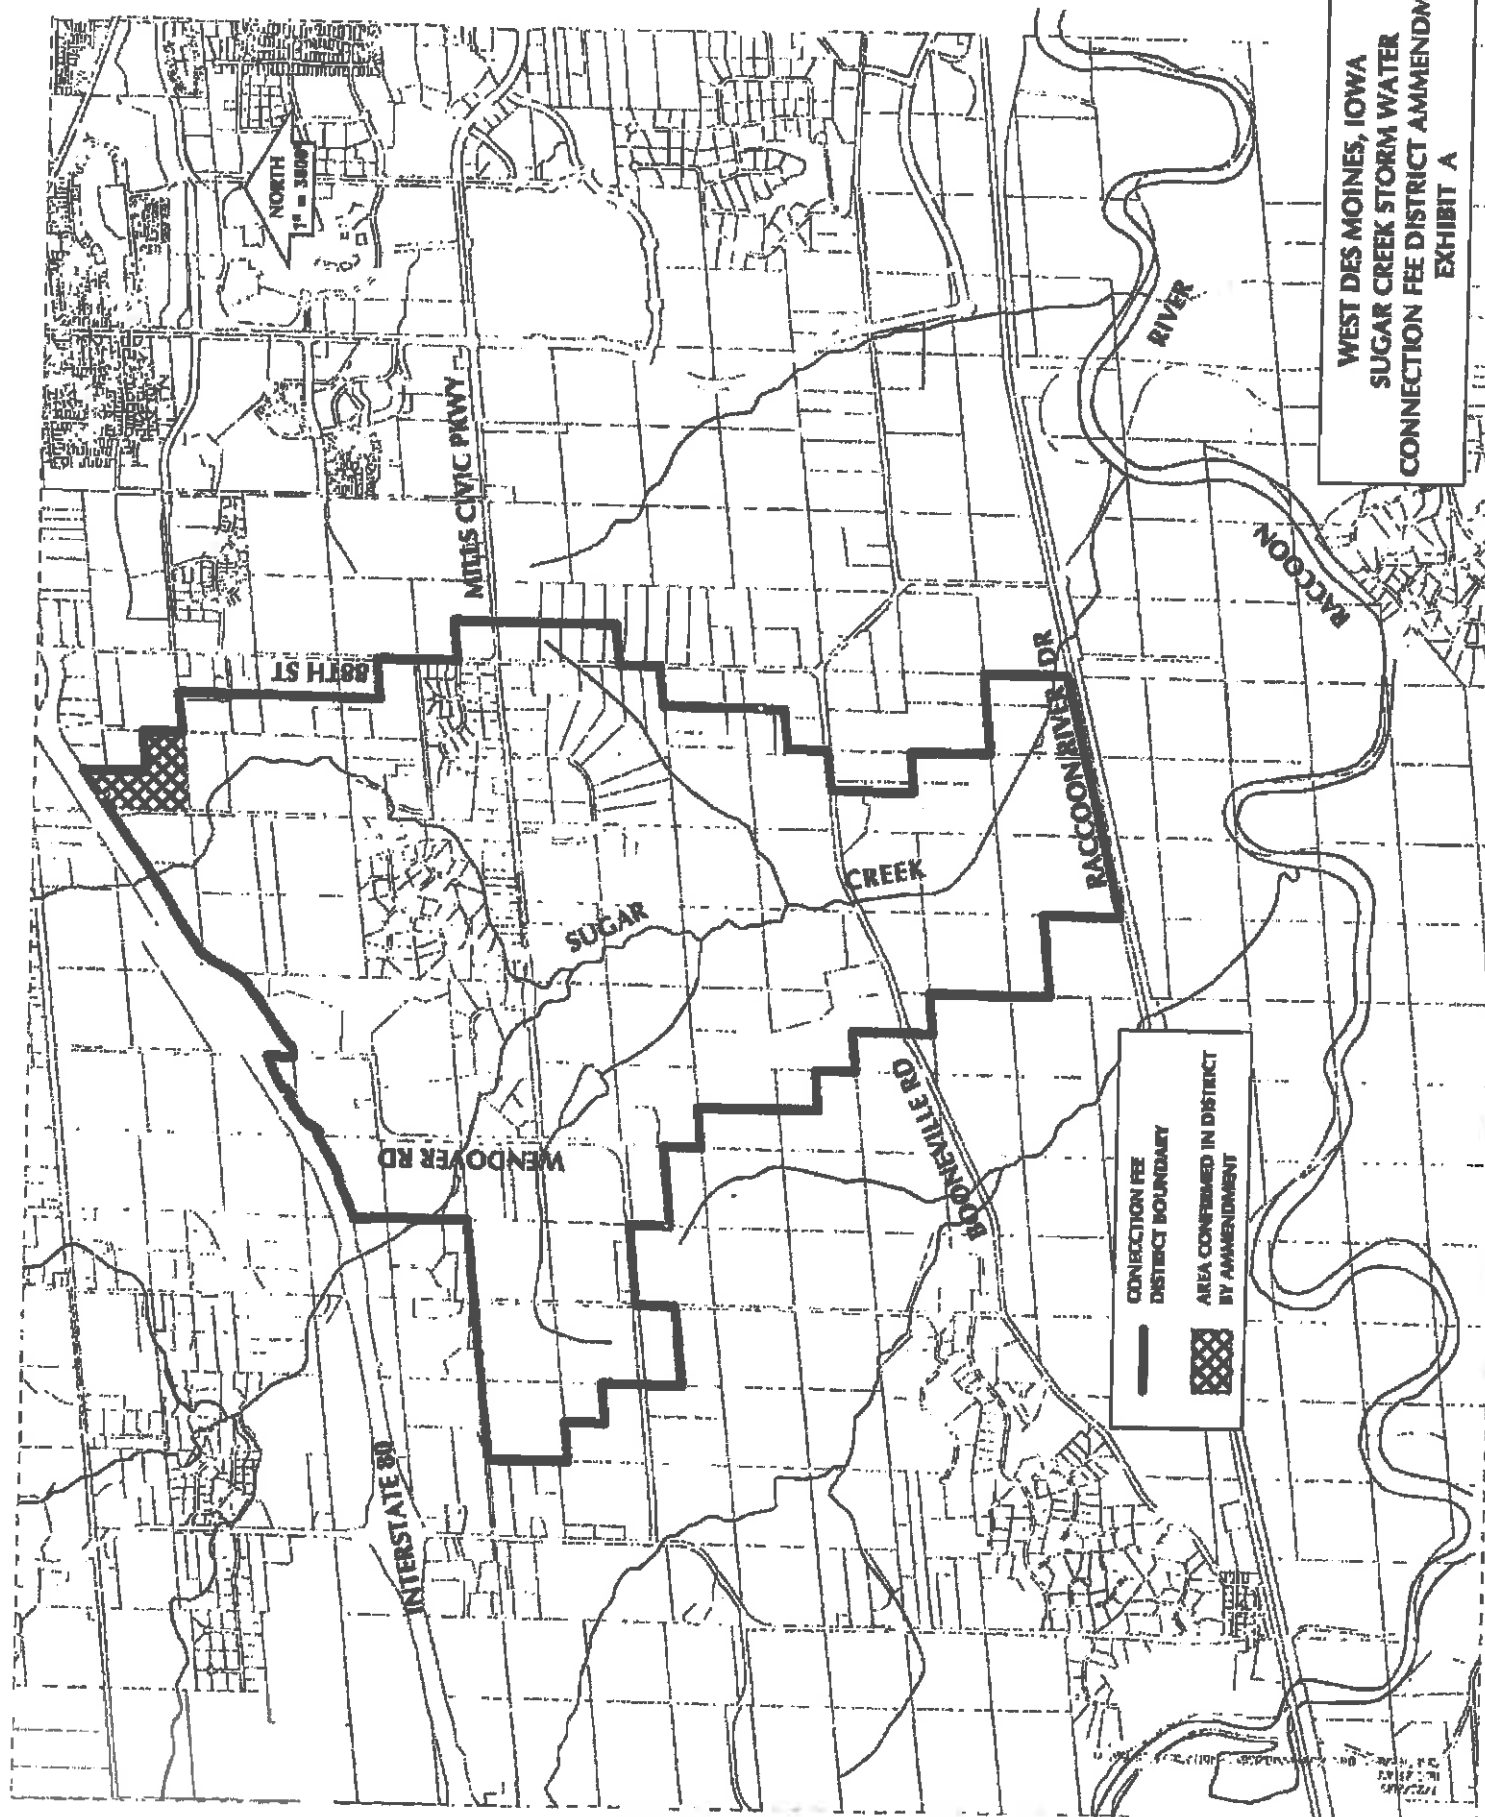 WEST DES MOINES, IOWA
SUGAR CREEK STORM WATER
CONNECTION FEE DISTRICT AMENDM
EXHIBIT A
NORTH
1" = 3800'
MILLS CIVIC PKWY
88TH ST
RIVER
RACCOON
RACCOON RIVER DR
SUGAR
CREEK
WENDOVER RD
BOONEVILLE RD
INTERSTATE 80
CONECTION FEE
DISTRICT BOUNDARY
AREA CONFIRMED IN DISTRICT
BY AMMENDMENT